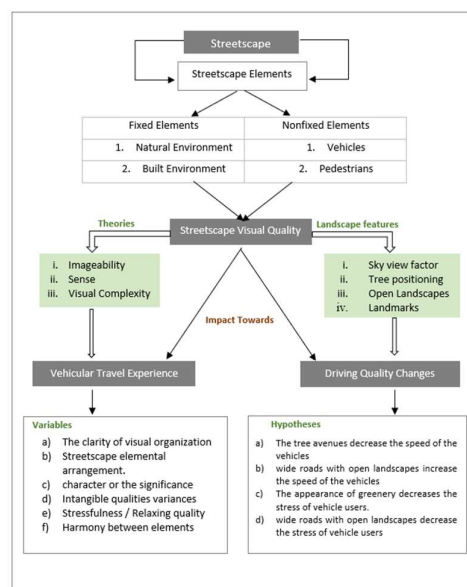 Streetscape
Streetscape Elements
Fixed Elements
Nonfixed Elements
1. Natural Environment
1. Vehicles
2. Built Environment
2. Pedestrians
Theories
Streetscape Visual Quality
Landscape features
i. Imageability
ii. Sense
iii. Visual Complexity
i. Sky view factor
ii. Tree positioning
iii. Open Landscapes
iv. Landmarks
Impact Towards
Vehicular Travel Experience
Driving Quality Changes
Variables
a) The clarity of visual organization
b) Streetscape elemental
arrangement.
c) character or the significance
d) Intangible qualities variances
e) Stressfulness / Relaxing quality
f) Harmony between elements
Hypotheses
a) The tree avenues decrease the speed of the
vehicles
b) wide roads with open landscapes increase
the speed of the vehicles
c) The appearance of greenery decreases the
stress of vehicle users.
d) wide roads with open landscapes decrease
the stress of vehicle users